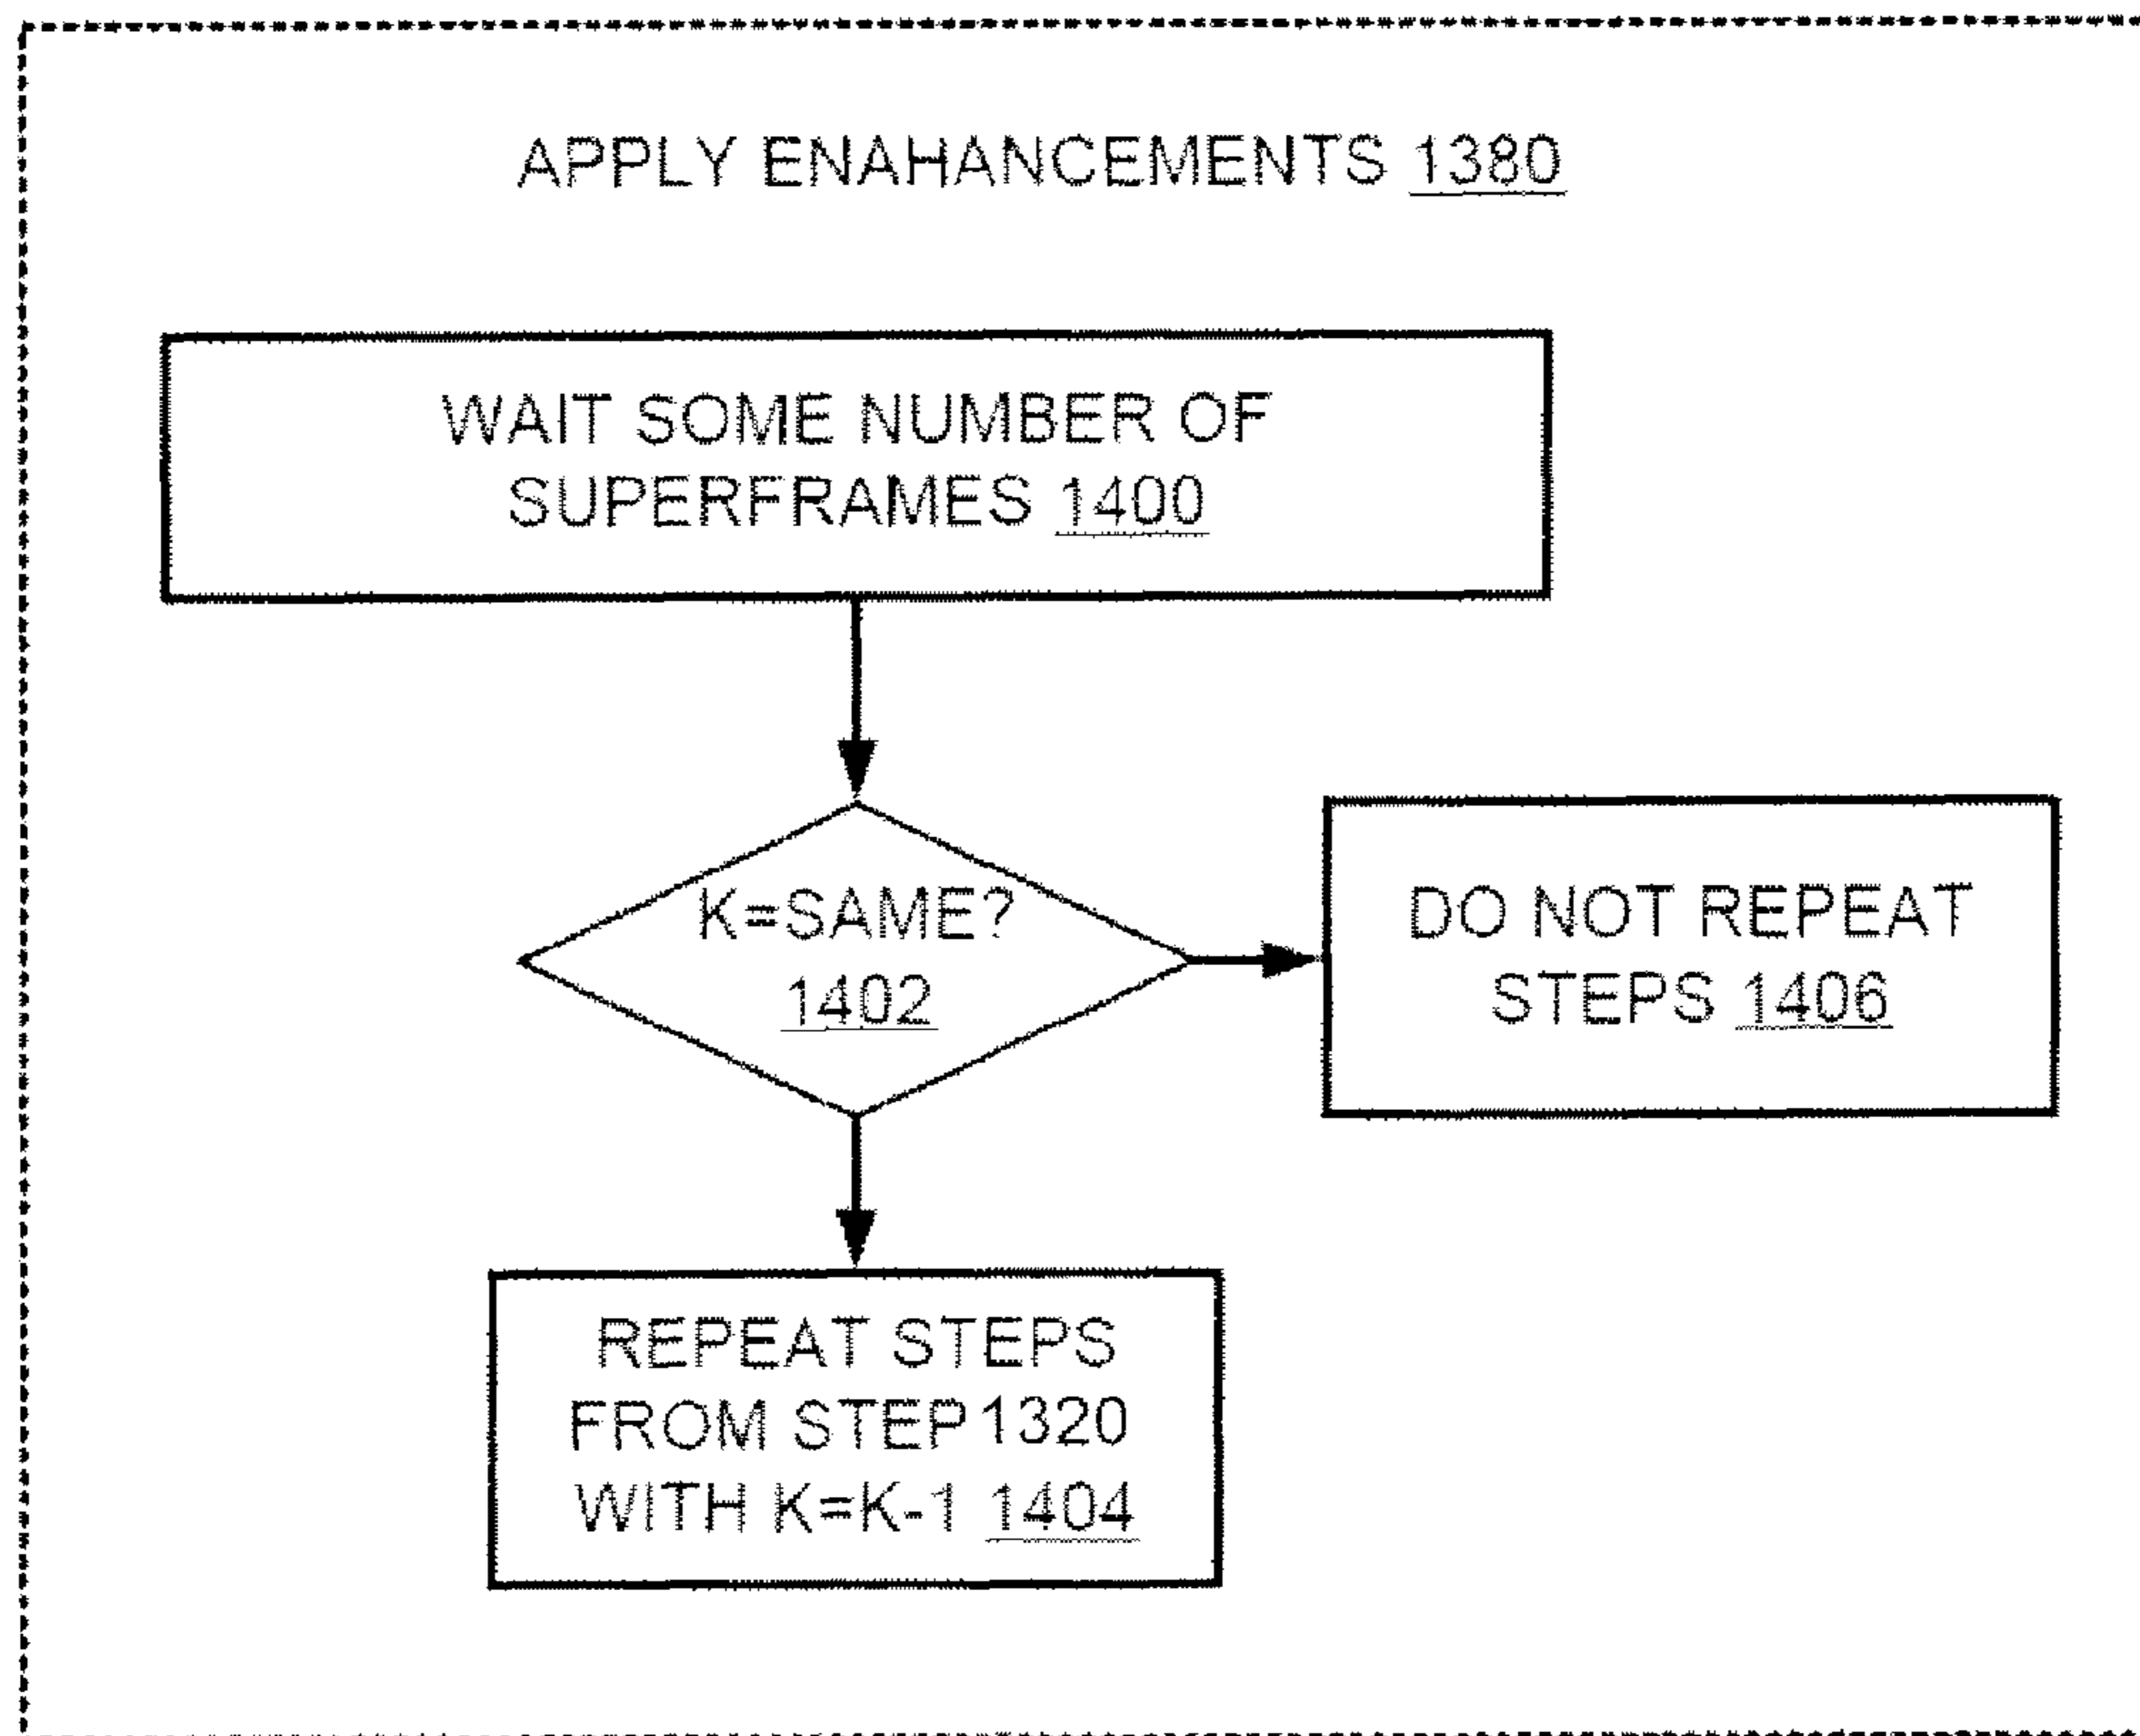 APPLY ENAHANCEMENTS 1380
WAIT SOME NUMBER OF
SUPERFRAMES 1400
K=SAME?
1402
DO NOT REPEAT
STEPS 1406
REPEAT STEPS
FROM STEP 1320
WITH K=K-1 1404